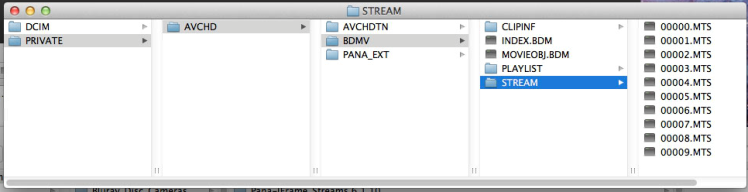 STREAM
DCIM
PRIVATE
AVCHD
AVCHDTN
BDMV
PANA_EXT
CLIPINF
INDEX.BDM
MOVIEOBJ.BDM
PLAYLIST
STREAM
00000.MTS
00001.MTS
00002.MTS
00003.MTS
00004.MTS
00005.MTS
00006.MTS
00007.MTS
00008.MTS
00009.MTS